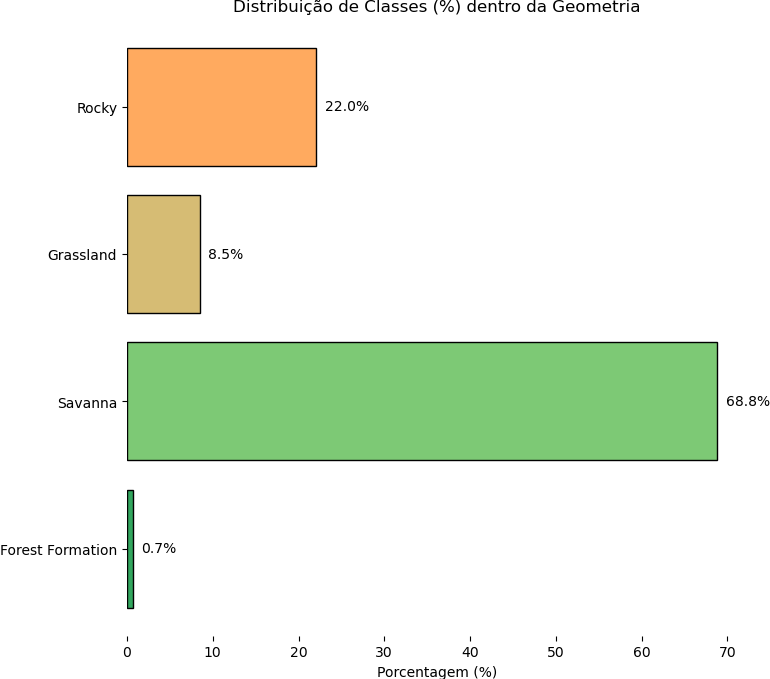 Distribuição de Classes (%) dentro da Geometria
Rocky
22.0%
Grassland
8.5%
Savanna
68.8%
Forest Formation
0.7%
0 10 20 30 40 50 60 70
Porcentagem (%)